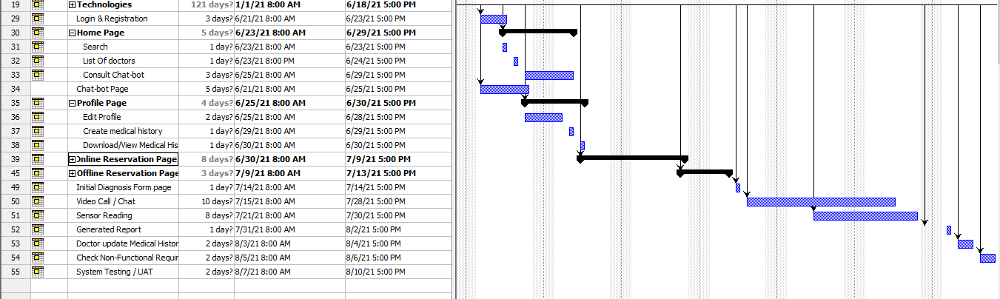 19 Technologies 121 days? 1/1/21 8:00 AM 6/18/21 5:00 PM
29 Login & Registration 3 days? 6/21/21 8:00 AM 6/23/21 5:00 PM
30 Home Page 5 days? 6/23/21 8:00 AM 6/29/21 5:00 PM
31 Search 1 day? 6/23/21 8:00 AM 6/23/21 5:00 PM
32 List Of doctors 1 day? 6/23/21 8:00 PM 6/24/21 5:00 PM
33 Consult Chat-bot 3 days? 6/25/21 8:00 AM 6/29/21 5:00 PM
34 Chat-bot Page 5 days? 6/21/21 8:00 AM 6/25/21 5:00 PM
35 Profile Page 4 days? 6/25/21 8:00 AM 6/30/21 5:00 PM
36 Edit Profile 2 days? 6/25/21 8:00 AM 6/28/21 5:00 PM
37 Create medical history 1 day? 6/29/21 8:00 AM 6/29/21 5:00 PM
38 Download/View Medical His 1 day? 6/30/21 8:00 AM 6/30/21 5:00 PM
39 Online Reservation Page 8 days? 6/30/21 8:00 AM 7/9/21 5:00 PM
45 Offline Reservation Page 3 days? 7/9/21 8:00 AM 7/13/21 5:00 PM
49 Initial Diagnosis Form page 1 day? 7/14/21 8:00 AM 7/14/21 5:00 PM
50 Video Call / Chat 10 days? 7/15/21 8:00 AM 7/28/21 5:00 PM
51 Sensor Reading 8 days? 7/21/21 8:00 AM 7/30/21 5:00 PM
52 Generated Report 1 day? 7/31/21 8:00 AM 8/2/21 5:00 PM
53 Doctor update Medical Histor 2 days? 8/3/21 8:00 AM 8/4/21 5:00 PM
54 Check Non-Functional Requir 2 days? 8/5/21 8:00 AM 8/6/21 5:00 PM
55 System Testing / UAT 2 days? 8/7/21 8:00 AM 8/10/21 5:00 PM